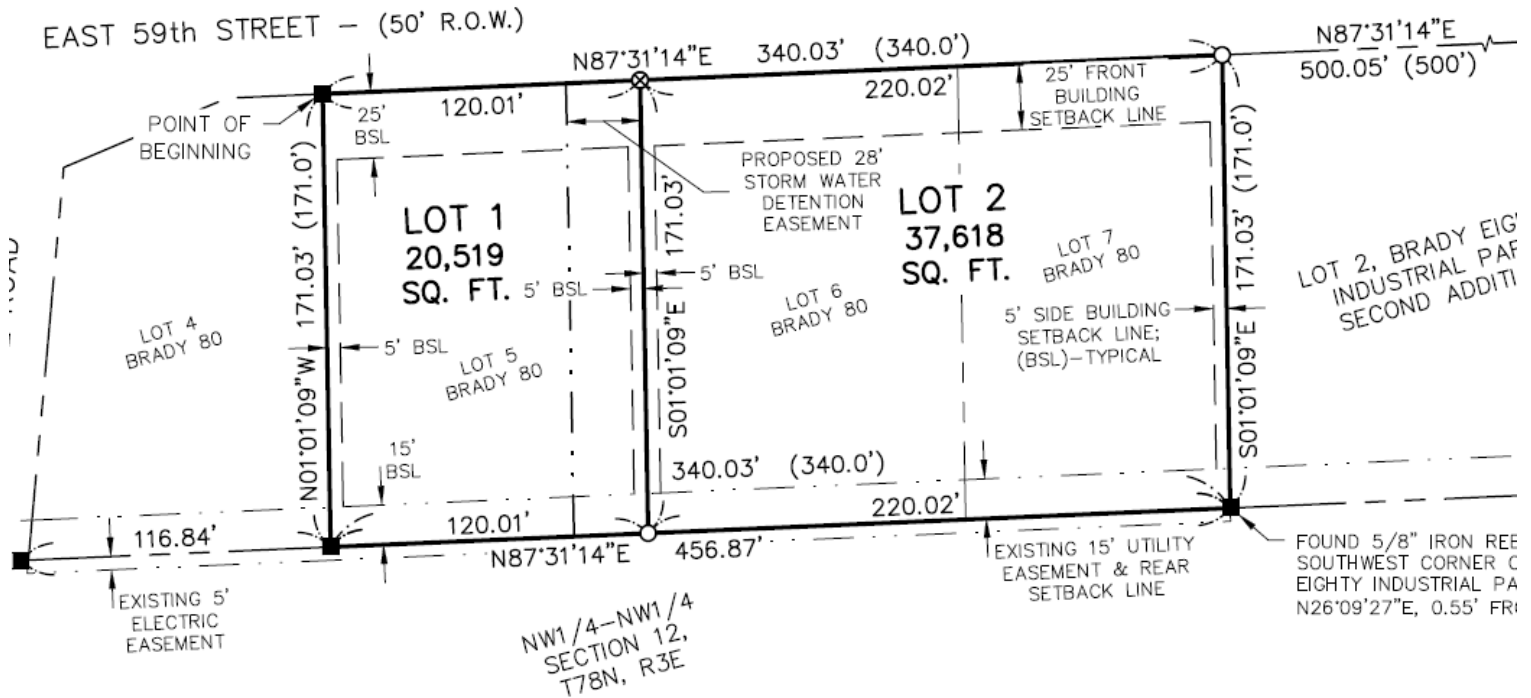 EAST 59th STREET – (50' R.O.W.)
N87°31'14"E 340.03' (340.0')
N87°31'14"E
500.05' (500')
120.01'
220.02'
25' FRONT
BUILDING
SETBACK LINE
POINT OF
BEGINNING
25'
BSL
PROPOSED 28'
STORM WATER
DETENTION
EASEMENT
LOT 1
20,519
SQ. FT.
LOT 2
37,618
SQ. FT.
ROAD
LOT 4
BRADY 80
N01°01'09"W 171.03' (171.0')
5' BSL
LOT 5
BRADY 80
5' BSL
S01°01'09"E 171.03'
5' BSL
LOT 6
BRADY 80
LOT 7
BRADY 80
5' SIDE BUILDING
SETBACK LINE;
(BSL)-TYPICAL
S01°01'09"E 171.03' (171.0')
LOT 2, BRADY
INDUSTRIAL
SECOND
15'
BSL
340.03' (340.0')
116.84'
120.01'
220.02'
N87°31'14"E 456.87'
EXISTING 5'
ELECTRIC
EASEMENT
EXISTING 15' UTILITY
EASEMENT & REAR
SETBACK LINE
FOUND 5/8" IRON
SOUTHWEST CORNER
EIGHTY INDUSTRIAL
N26°09'27"E, 0.55'
NW1/4-NW1/4
SECTION 12,
T78N, R3E